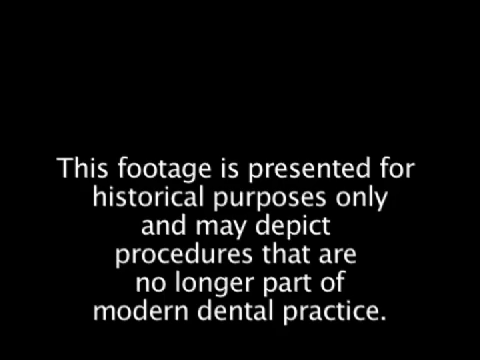 This footage is presented for
historical purposes only
and may depict
procedures that are
no longer part of
modern dental practice.